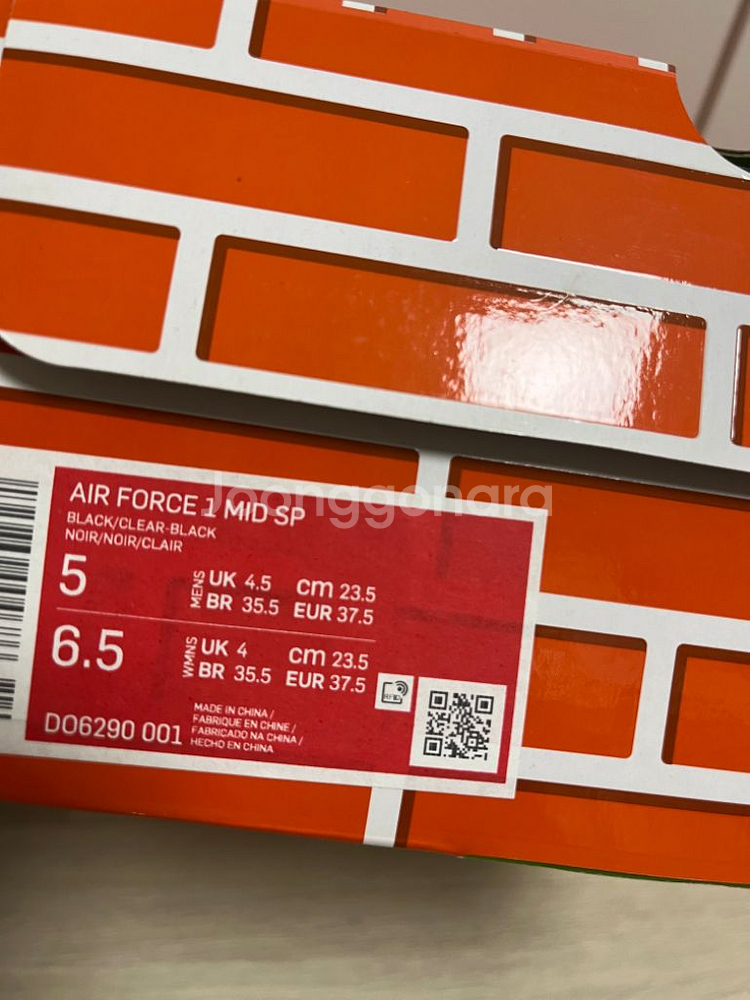 AIR FORCE 1 MID SP
BLACK/CLEAR-BLACK
NOIR/NOIR/CLAIR
5 MENS UK 4.5 cm 23.5
BR 35.5 EUR 37.5
6.5 WMNS UK 4 cm 23.5
BR 35.5 EUR 37.5
RFID
DO6290 001
MADE IN CHINA /
FABRIQUE EN CHINE /
FABRICADO NA CHINA /
HECHO EN CHINA
Joonggonara